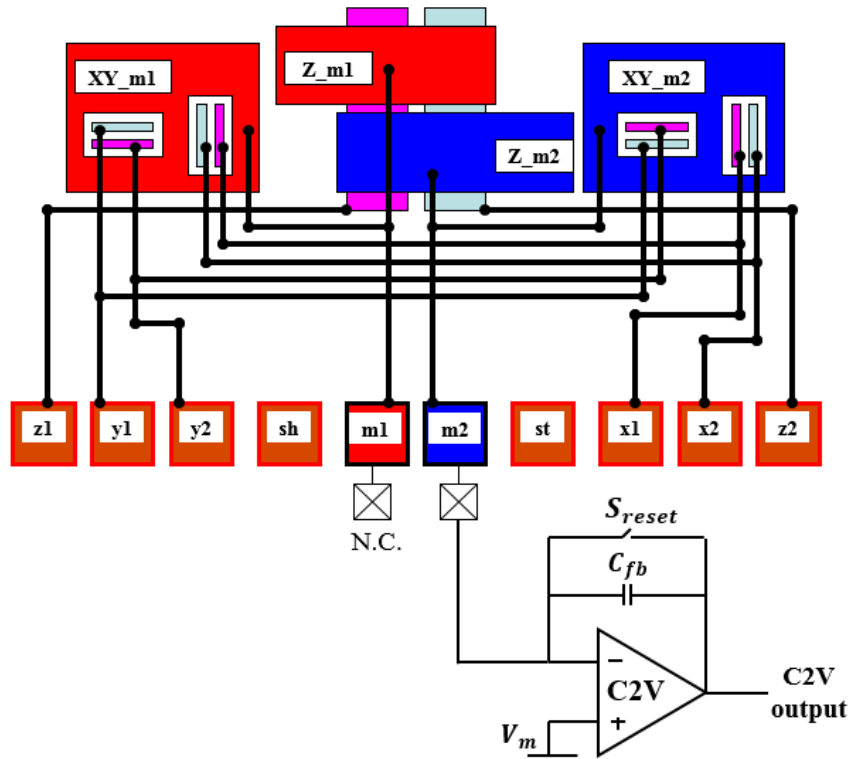 XY_m1
Z_m1
XY_m2
Z_m2
z1
y1
y2
sh
m1
m2
st
x1
x2
z2
N.C.
S_reset
C_fb
−
C2V
+
V_m
C2V
output